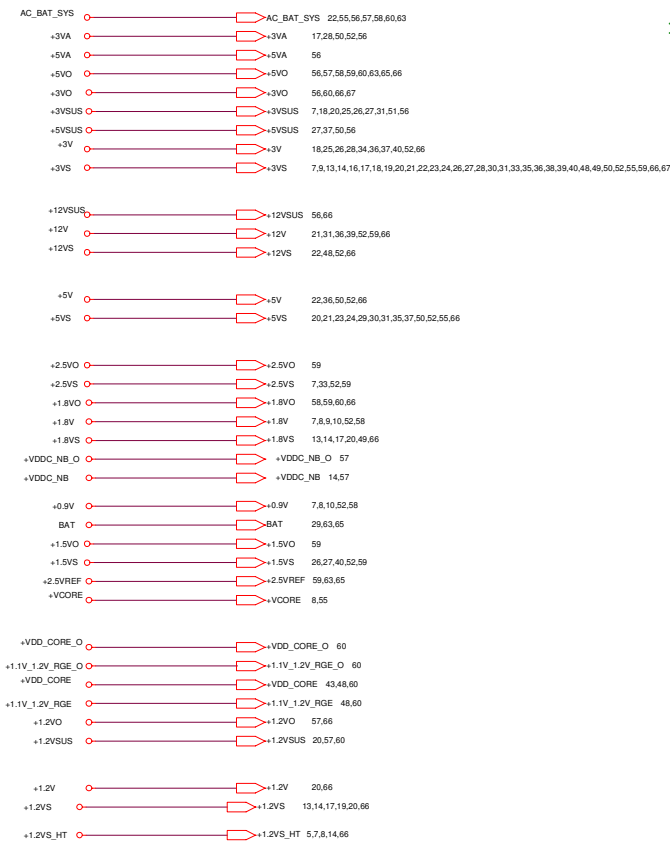 AC_BAT_SYS AC_BAT_SYS 22,55,56,57,58,60,63
+3VA +3VA 17,28,50,52,56
+5VA +5VA 56
+5VO +5VO 56,57,58,59,60,63,65,66
+3VO +3VO 56,60,66,67
+3VSUS +3VSUS 7,18,20,25,26,27,31,51,56
+5VSUS +5VSUS 27,37,50,56
+3V +3V 18,25,26,28,34,36,37,40,52,66
+3VS +3VS 7,9,13,14,16,17,18,19,20,21,22,23,24,26,27,28,30,31,33,35,36,38,39,40,48,49,50,52,55,59,66,67
+12VSUS +12VSUS 56,66
+12V +12V 21,31,36,39,52,59,66
+12VS +12VS 22,48,52,66
+5V +5V 22,36,50,52,66
+5VS +5VS 20,21,23,24,29,30,31,35,37,50,52,55,66
+2.5VO +2.5VO 59
+2.5VS +2.5VS 7,33,52,59
+1.8VO +1.8VO 58,59,60,66
+1.8V +1.8V 7,8,9,10,52,58
+1.8VS +1.8VS 13,14,17,20,49,66
+VDDC_NB_O +VDDC_NB_O 57
+VDDC_NB +VDDC_NB 14,57
+0.9V +0.9V 7,8,10,52,58
BAT BAT 29,63,65
+1.5VO +1.5VO 59
+1.5VS +1.5VS 26,27,40,52,59
+2.5VREF +2.5VREF 59,63,65
+VCORE +VCORE 8,55
+VDD_CORE_O +VDD_CORE_O 60
+1.1V_1.2V_RGE_O +1.1V_1.2V_RGE_O 60
+VDD_CORE +VDD_CORE 43,48,60
+1.1V_1.2V_RGE +1.1V_1.2V_RGE 48,60
+1.2VO +1.2VO 57,66
+1.2VSUS +1.2VSUS 20,57,60
+1.2V +1.2V 20,66
+1.2VS +1.2VS 13,14,17,19,20,66
+1.2VS_HT +1.2VS_HT 5,7,8,14,66